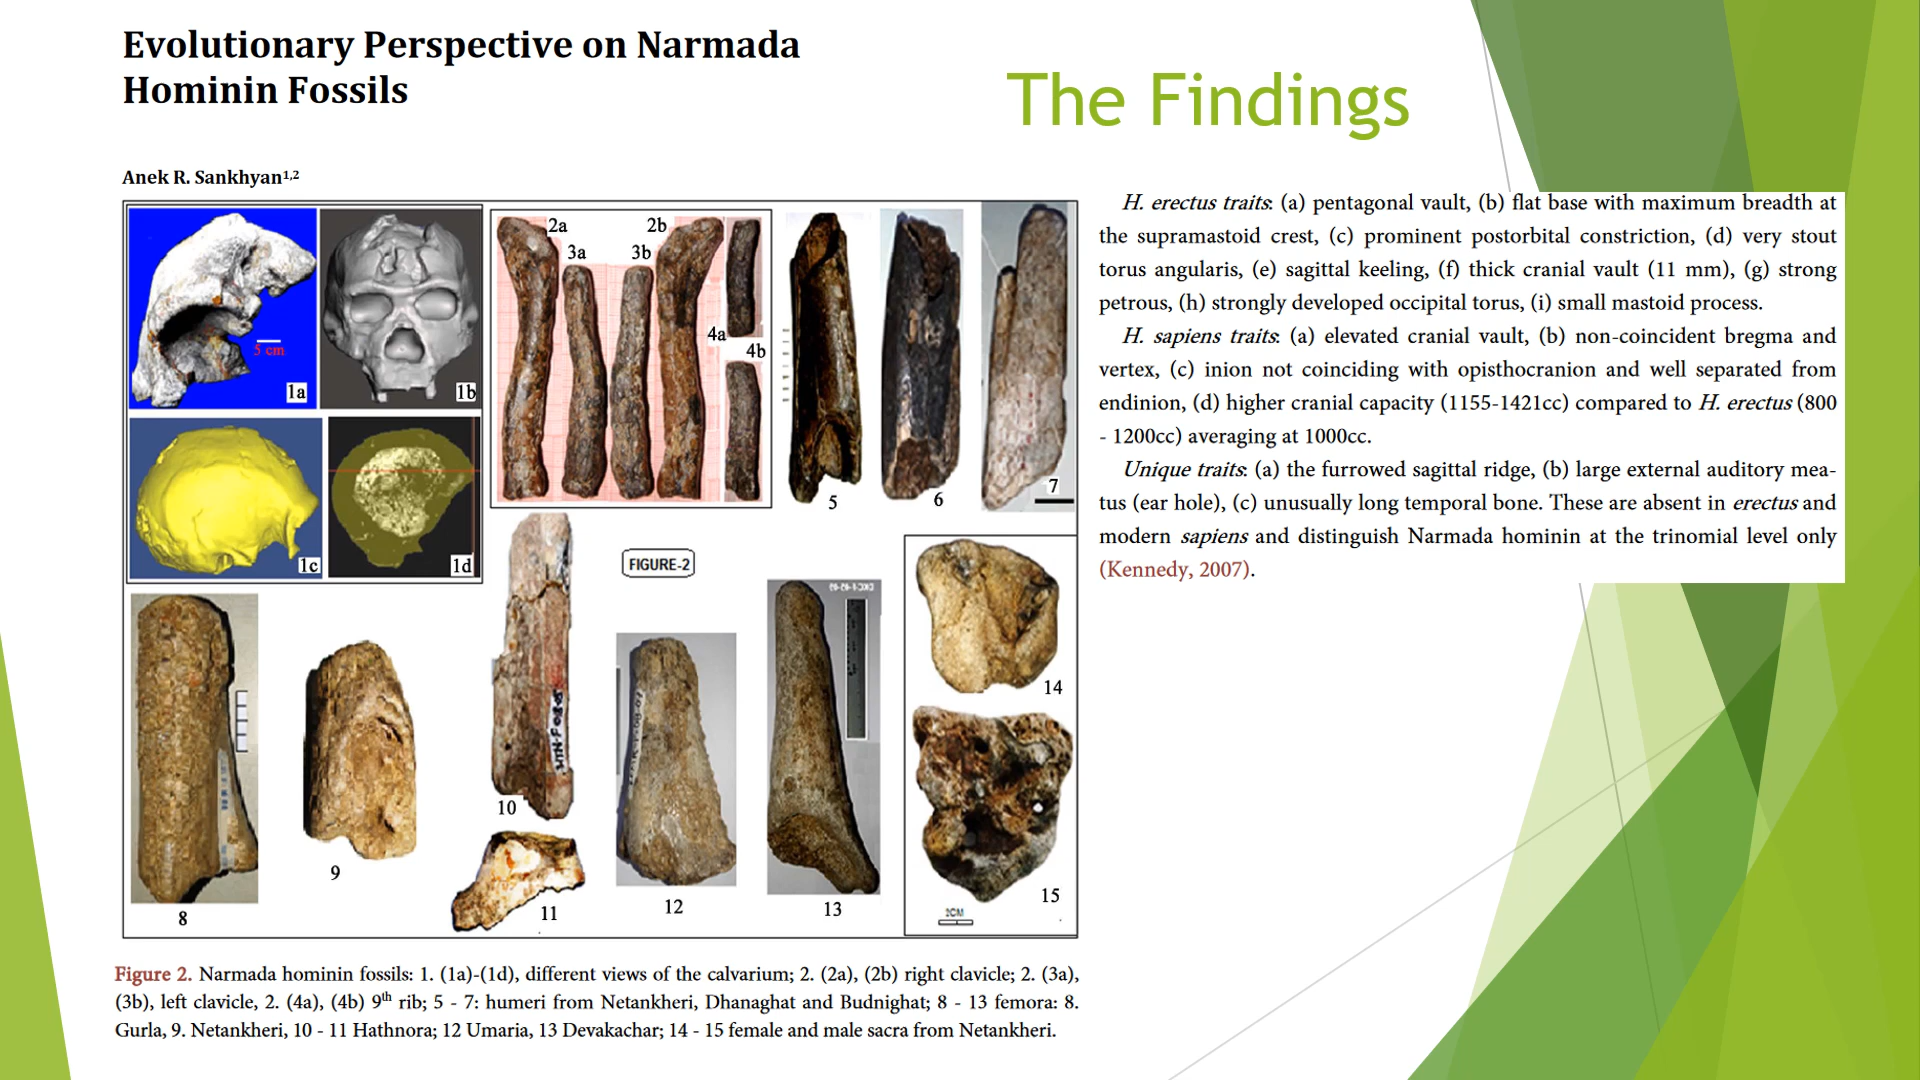 Evolutionary Perspective on Narmada
Hominin Fossils
The Findings
Anek R. Sankhyan1,2
1a
5 cm
1b
1c
1d
2a
2b
3a
3b
4a
4b
5
6
7
FIGURE-2
8
9
10
11
12
13
14
15
2CM
Figure 2. Narmada hominin fossils: 1. (1a)-(1d), different views of the calvarium; 2. (2a), (2b) right clavicle; 2. (3a),
(3b), left clavicle, 2. (4a), (4b) 9th rib; 5 - 7: humeri from Netankheri, Dhanaghat and Budnighat; 8 - 13 femora: 8.
Gurla, 9. Netankheri, 10 - 11 Hathnora; 12 Umaria, 13 Devakachar; 14 - 15 female and male sacra from Netankheri.
H. erectus traits: (a) pentagonal vault, (b) flat base with maximum breadth at
the supramastoid crest, (c) prominent postorbital constriction, (d) very stout
torus angularis, (e) sagittal keeling, (f) thick cranial vault (11 mm), (g) strong
petrous, (h) strongly developed occipital torus, (i) small mastoid process.
H. sapiens traits: (a) elevated cranial vault, (b) non-coincident bregma and
vertex, (c) inion not coinciding with opisthocranion and well separated from
endinion, (d) higher cranial capacity (1155-1421cc) compared to H. erectus (800
- 1200cc) averaging at 1000cc.
Unique traits: (a) the furrowed sagittal ridge, (b) large external auditory mea-
tus (ear hole), (c) unusually long temporal bone. These are absent in erectus and
modern sapiens and distinguish Narmada hominin at the trinomial level only
(Kennedy, 2007).